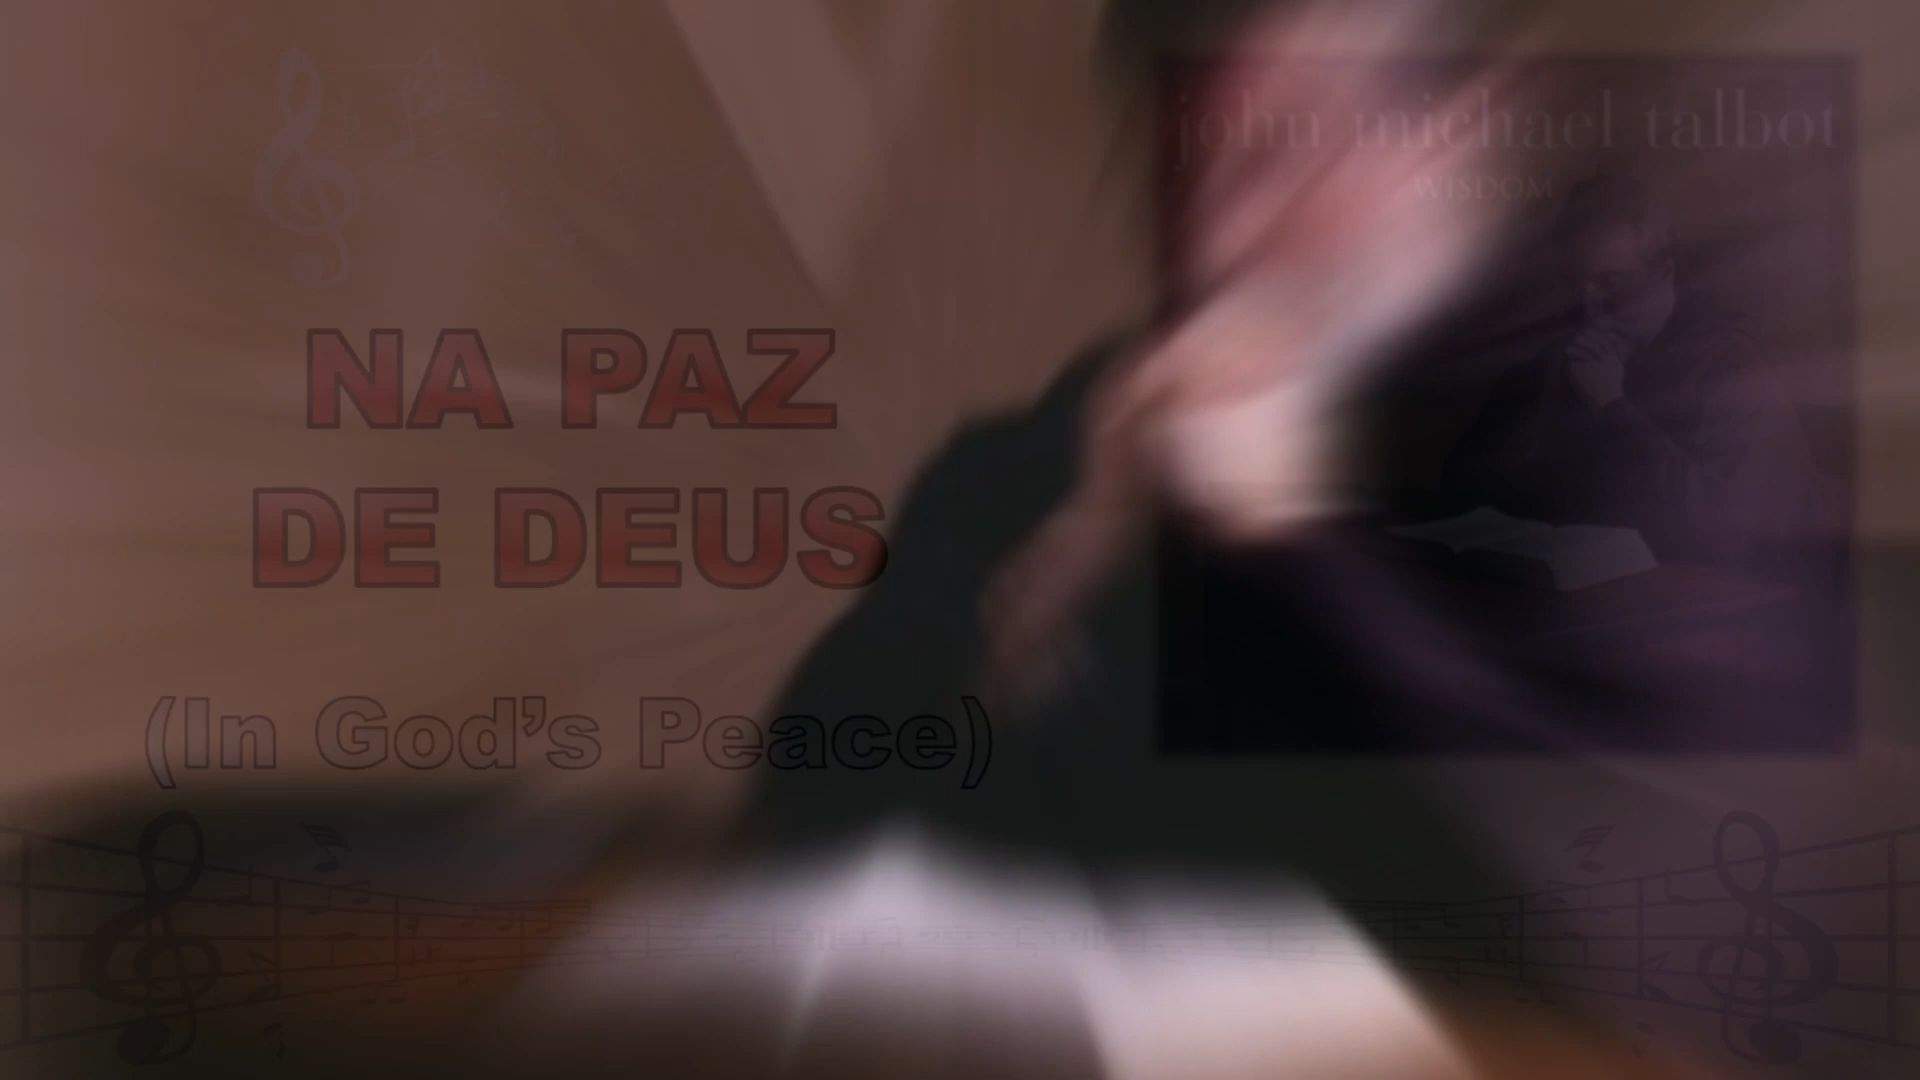 john michael talbot
WISDOM
NA PAZ
DE DEUS
(In God's Peace)